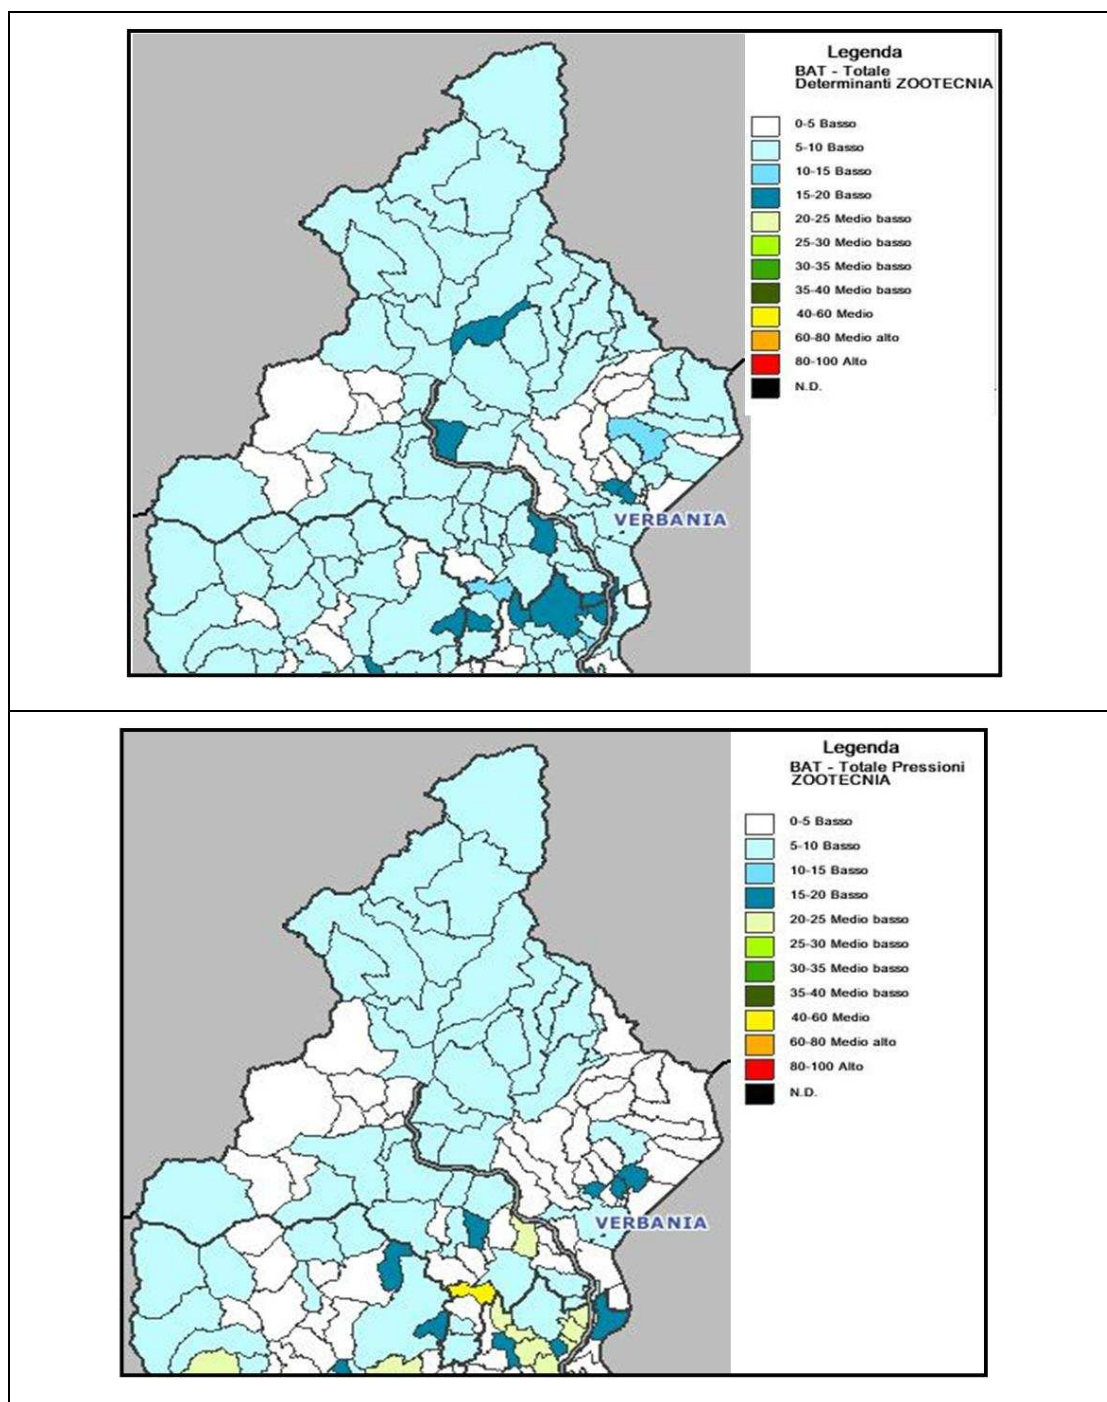 Legenda
BAT - Totale
Determinanti ZOOTECNIA
0-5 Basso
5-10 Basso
10-15 Basso
15-20 Basso
20-25 Medio basso
25-30 Medio basso
30-35 Medio basso
35-40 Medio basso
40-60 Medio
60-80 Medio alto
80-100 Alto
N.D.
VERBANIA
Legenda
BAT - Totale Pressioni
ZOOTECNIA
0-5 Basso
5-10 Basso
10-15 Basso
15-20 Basso
20-25 Medio basso
25-30 Medio basso
30-35 Medio basso
35-40 Medio basso
40-60 Medio
60-80 Medio alto
80-100 Alto
N.D.
VERBANIA